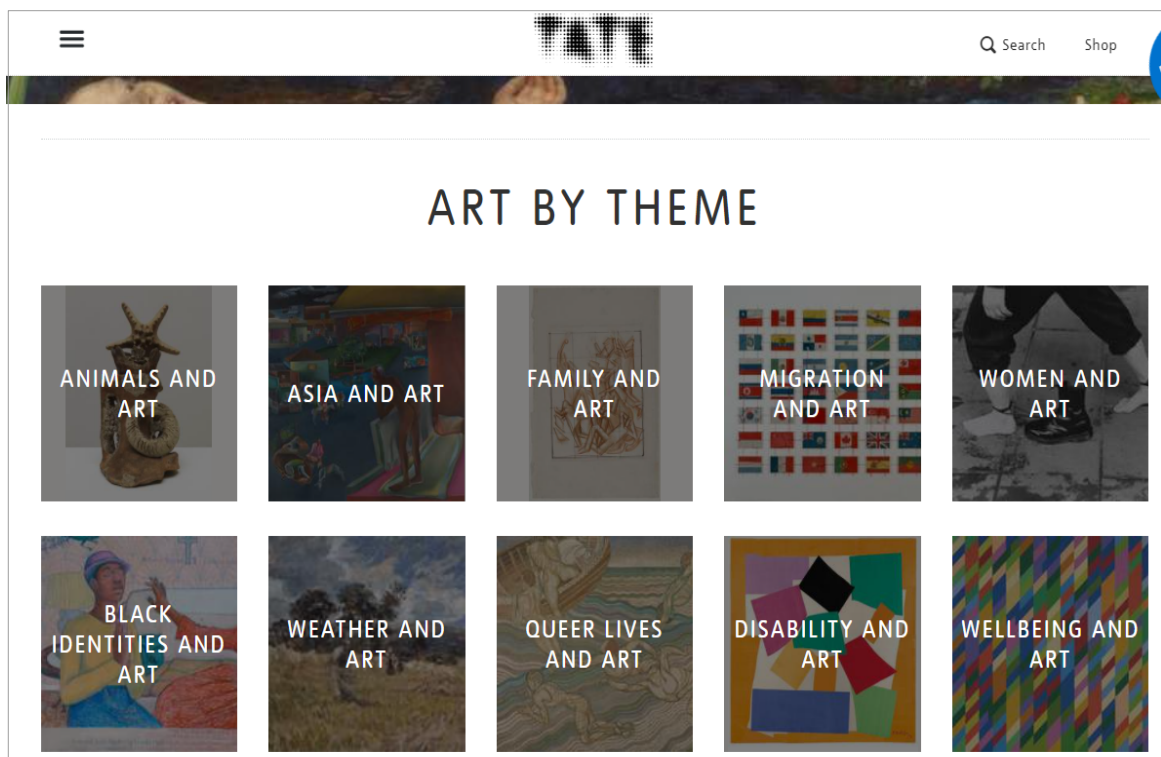 TATE
Search Shop
ART BY THEME
ANIMALS AND
ART
ASIA AND ART
FAMILY AND
ART
MIGRATION
AND ART
WOMEN AND
ART
BLACK
IDENTITIES AND
ART
WEATHER AND
ART
QUEER LIVES
AND ART
DISABILITY AND
ART
WELLBEING AND
ART